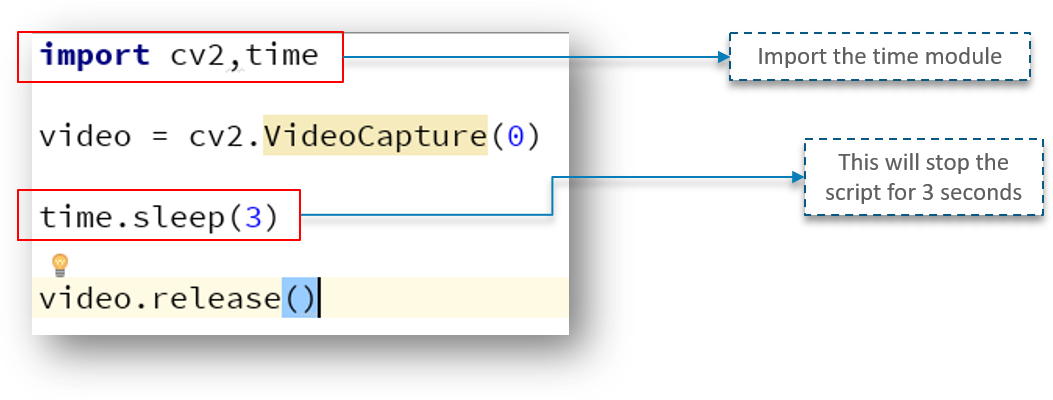 import cv2,time
Import the time module
video = cv2.VideoCapture(0)
This will stop the
script for 3 seconds
time.sleep(3)
video.release()